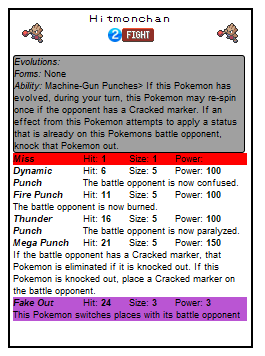 Hitmonchan
2 FIGHT
Evolutions:
Forms: None
Ability: Machine-Gun Punches> If this Pokemon has
evolved, during your turn, this Pokemon may re-spin
once if the opponent has a Cracked marker. If an
effect from this Pokemon attempts to apply a status
that is already on this Pokemons battle opponent,
knock that Pokemon out.
Miss Hit: 1 Size: 1 Power:
Dynamic Hit: 6 Size: 5 Power: 100
Punch The battle opponent is now confused.
Fire Punch Hit: 11 Size: 5 Power: 100
The battle opponent is now burned.
Thunder Hit: 16 Size: 5 Power: 100
Punch The battle opponent is now paralyzed.
Mega Punch Hit: 21 Size: 5 Power: 150
If the battle opponent has a Cracked marker, that
Pokemon is eliminated if it is knocked out. If this
Pokemon is knocked out, place a Cracked marker on
the battle opponent.
Fake Out Hit: 24 Size: 3 Power: 3
This Pokemon switches places with its battle opponent